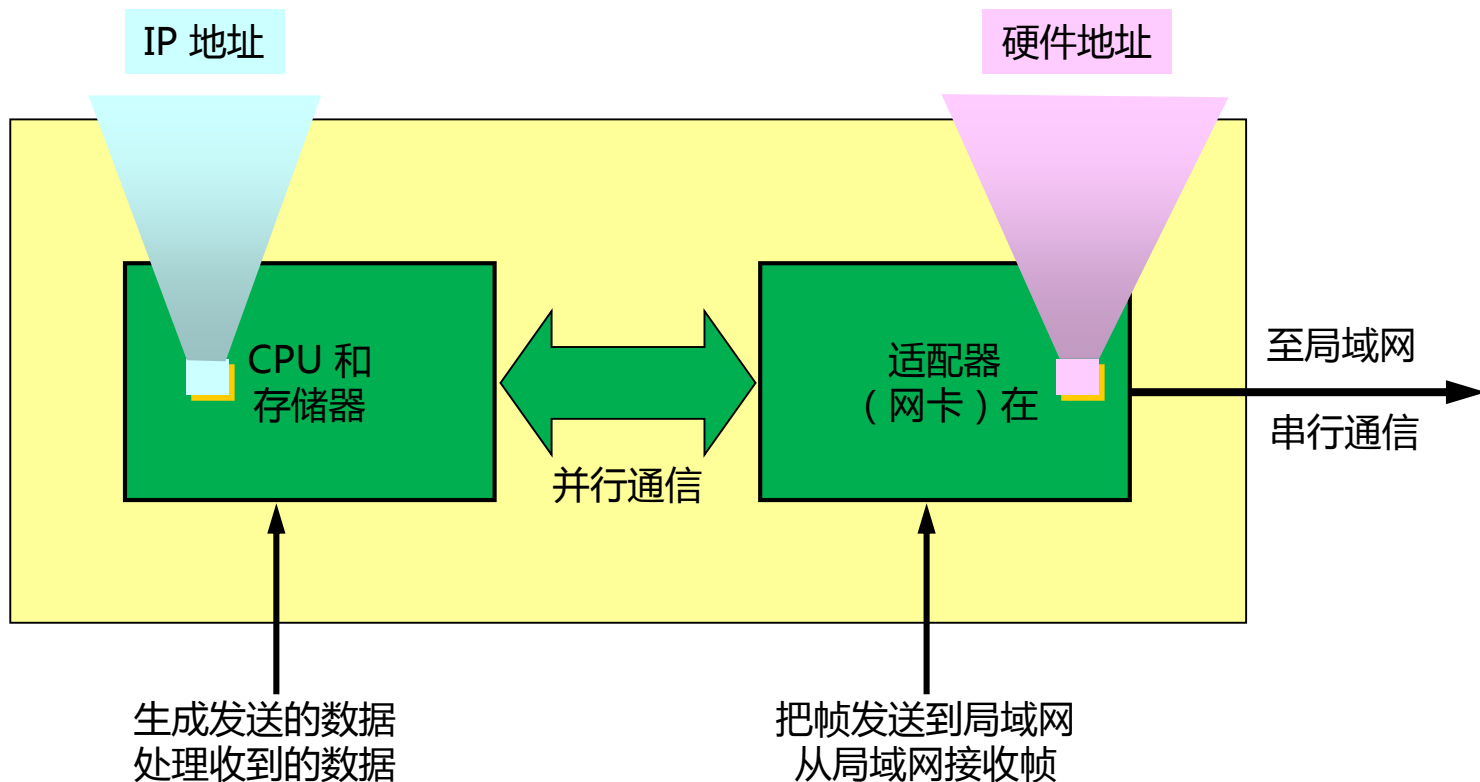 IP 地址
硬件地址
CPU 和
存储器
适配器
（网卡）在
至局域网
串行通信
并行通信
生成发送的数据
处理收到的数据
把帧发送到局域网
从局域网接收帧